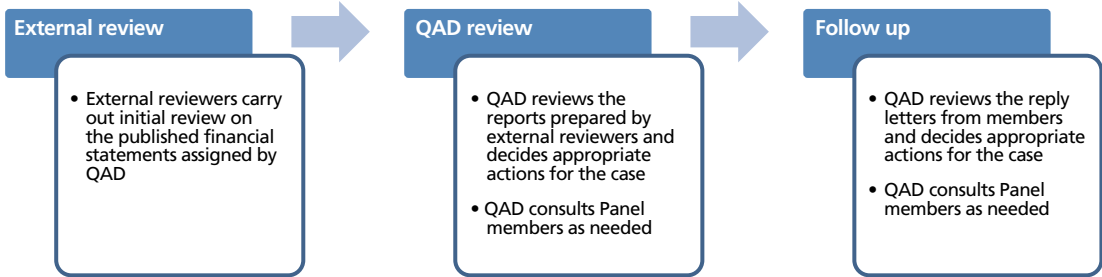 External review
• External reviewers carry
out initial review on
the published financial
statements assigned by
QAD
QAD review
• QAD reviews the
reports prepared by
external reviewers and
decides appropriate
actions for the case
• QAD consults Panel
members as needed
Follow up
• QAD reviews the reply
letters from members
and decides appropriate
actions for the case
• QAD consults Panel
members as needed